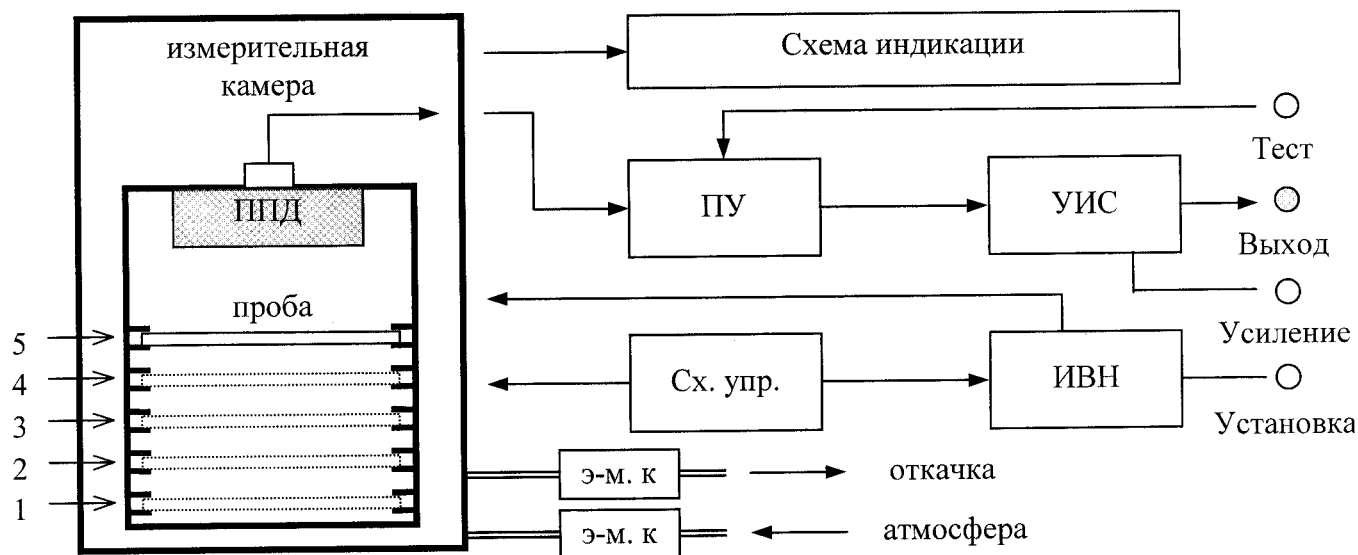 измерительная
камера
Схема индикации
Тест
ППД
ПУ
УИС
Выход
проба
Усиление
5
4
Сх. упр.
ИВН
3
Установка
2
э-м. к
откачка
1
э-м. к
атмосфера